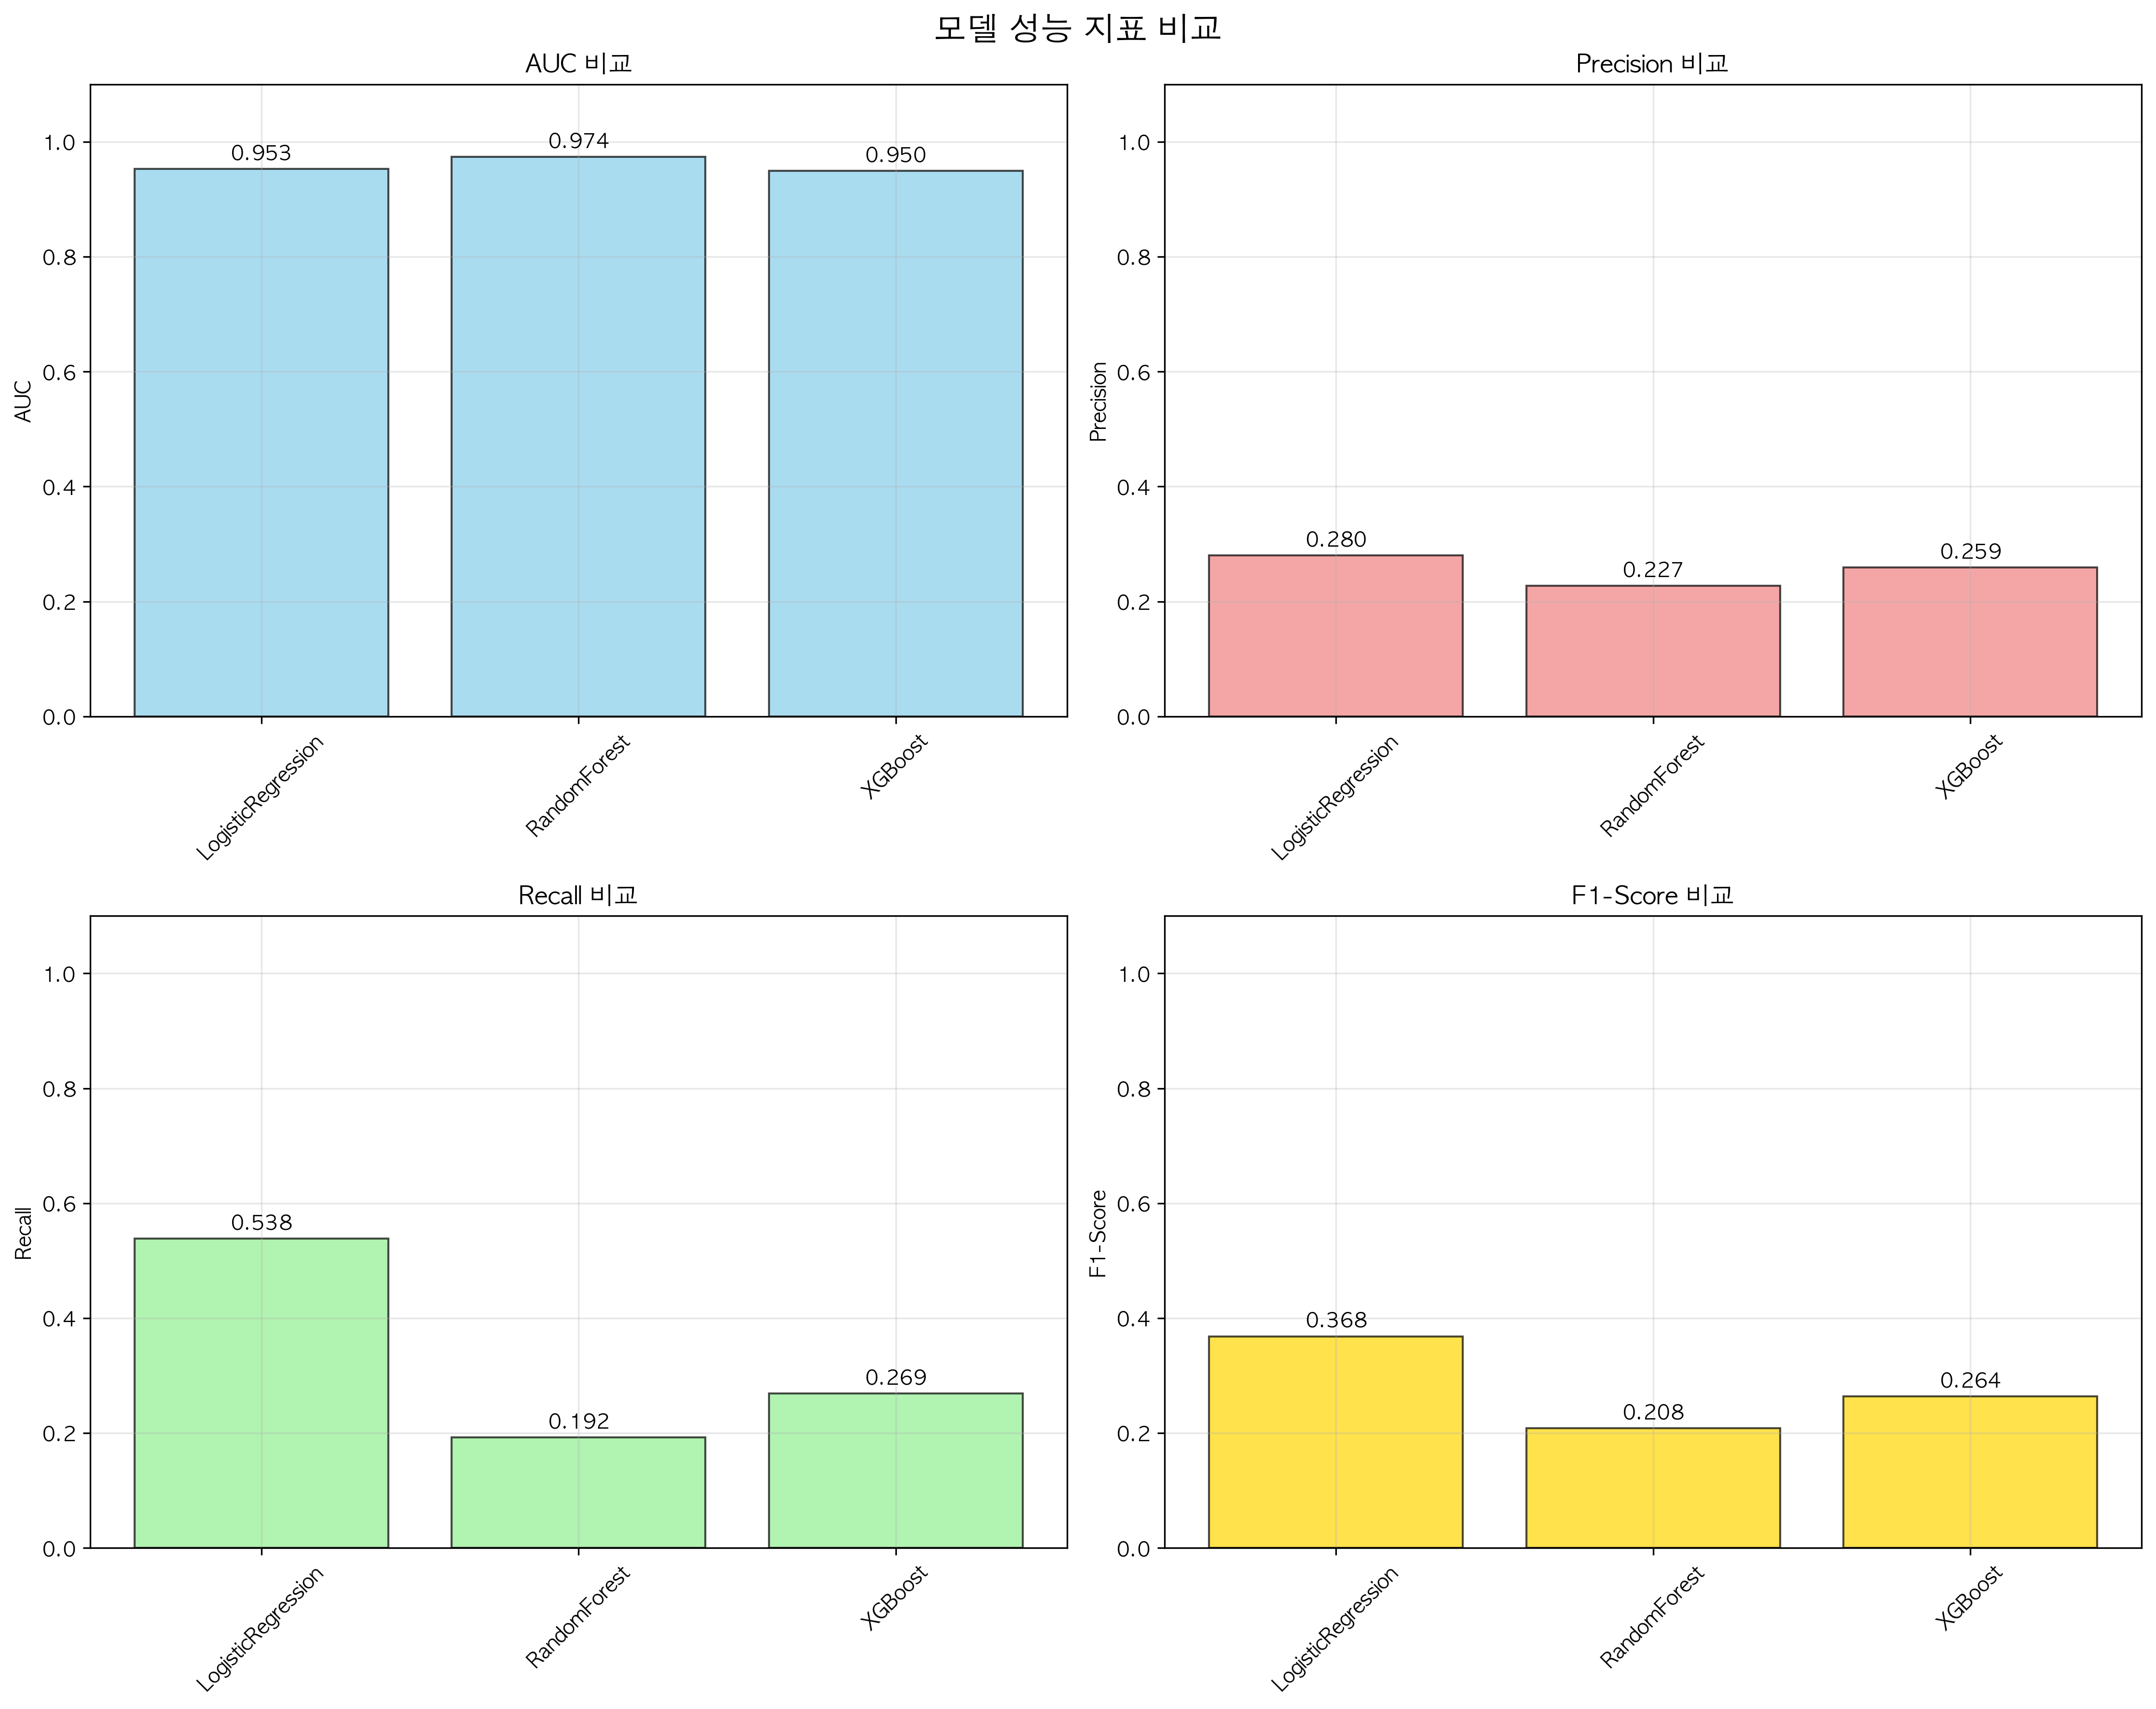 모델 성능 지표 비교
AUC 비교
AUC
1.0
0.8
0.6
0.4
0.2
0.0
0.953
0.974
0.950
LogisticRegression
RandomForest
XGBoost
Precision 비교
Precision
1.0
0.8
0.6
0.4
0.2
0.0
0.280
0.227
0.259
LogisticRegression
RandomForest
XGBoost
Recall 비교
Recall
1.0
0.8
0.6
0.4
0.2
0.0
0.538
0.192
0.269
LogisticRegression
RandomForest
XGBoost
F1-Score 비교
F1-Score
1.0
0.8
0.6
0.4
0.2
0.0
0.368
0.208
0.264
LogisticRegression
RandomForest
XGBoost